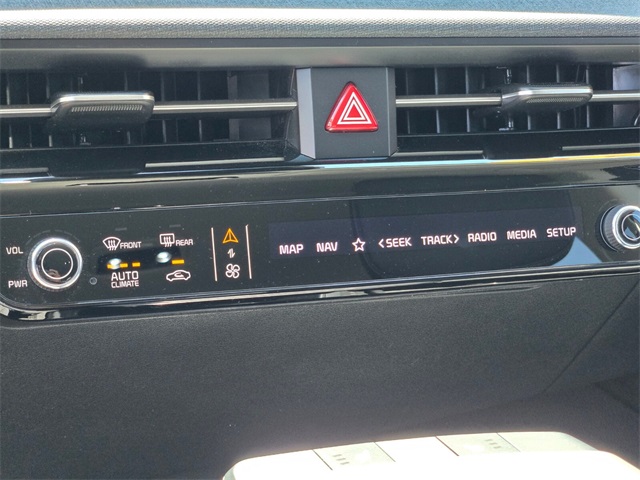 VOL
PWR
FRONT
REAR
AUTO
CLIMATE
MAP NAV <SEEK TRACK> RADIO MEDIA SETUP